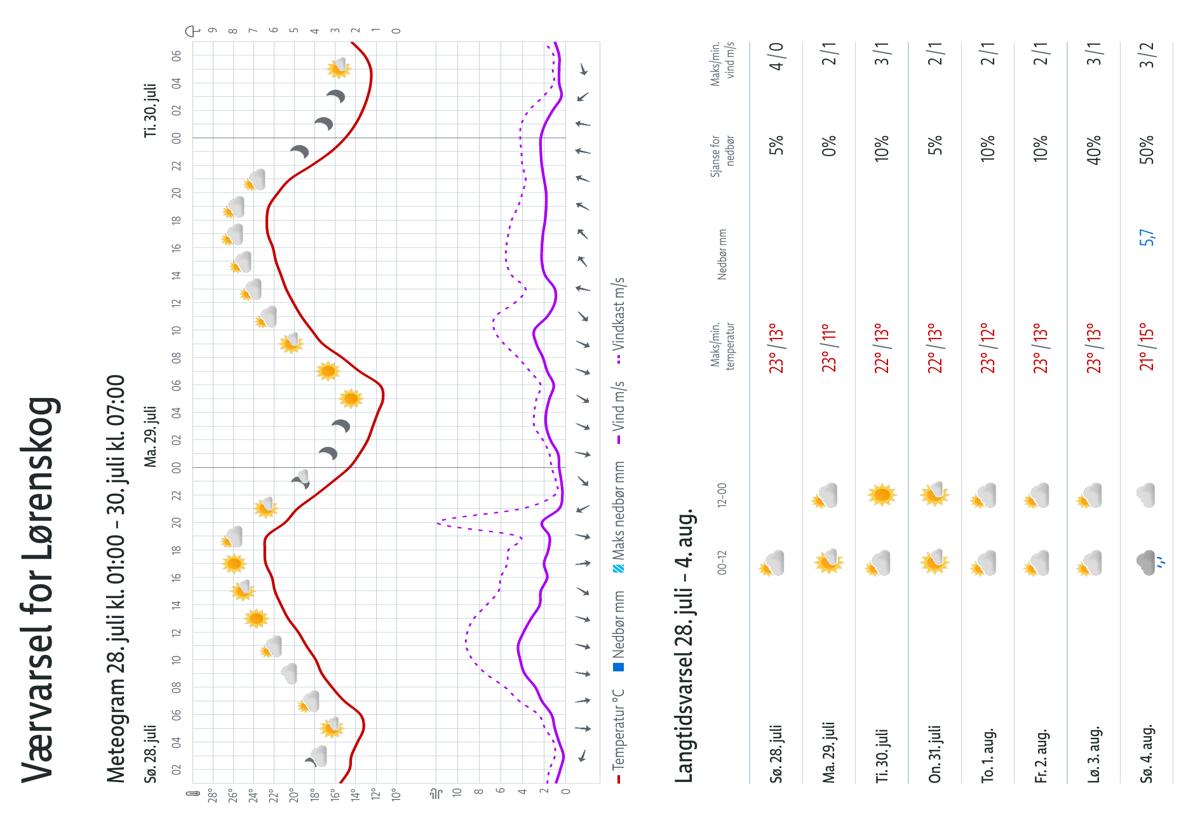 Værvarsel for Lørenskog
Meteogram 28. juli kl. 01:00 – 30. juli kl. 07:00
Sø. 28. juli Ma. 29. juli Ti. 30. juli
02 04 06 08 10 12 14 16 18 20 22 00 02 04 06 08 10 12 14 16 18 20 22 00 02 04 06
28° 9
26° 8
24° 7
22° 6
20° 5
18° 4
16° 3
14° 2
12° 1
10° 0
10
8
6
4
2
0
Temperatur °C Nedbør mm Maks nedbør mm Vind m/s Vindkast m/s
Langtidsvarsel 28. juli – 4. aug.
00-12 12-00 Maks/min. temperatur Nedbør mm Sjanse for nedbør Maks/min. vind m/s
Sø. 28. juli 23° / 13° 5% 4 / 0
Ma. 29. juli 23° / 11° 0% 2 / 1
Ti. 30. juli 22° / 13° 10% 3 / 1
On. 31. juli 22° / 13° 5% 2 / 1
To. 1. aug. 23° / 12° 10% 2 / 1
Fr. 2. aug. 23° / 13° 10% 2 / 1
Lø. 3. aug. 23° / 13° 40% 3 / 1
Sø. 4. aug. 21° / 15° 5,7 50% 3 / 2